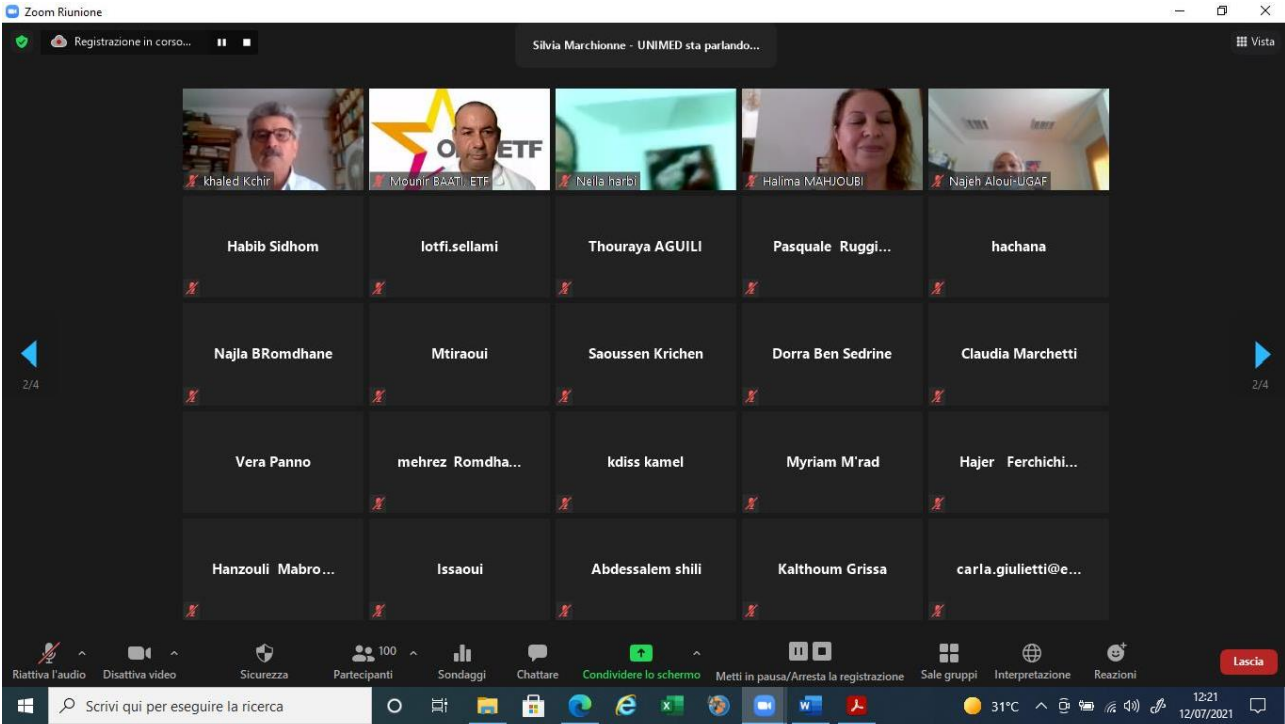 Zoom Riunione
Registrazione in corso...
Silvia Marchionne - UNIMED sta parlando...
Vista
ETF
khaled Kchir
Mounir BAATI. ETF
Neila harbi
Halima MAHJOUBI
Najeh Aloui-UGAF
Habib Sidhom
lotfi.sellami
Thouraya AGUILI
Pasquale Ruggi...
hachana
Najla BRomdhane
Mtiraoui
Saoussen Krichen
Dorra Ben Sedrine
Claudia Marchetti
2/4
2/4
Vera Panno
mehrez Romdha...
kdiss kamel
Myriam M'rad
Hajer Ferchichi...
Hanzouli Mabro...
Issaoui
Abdessalem shili
Kalthoum Grissa
carla.giulietti@e...
100
Riattiva l'audio
Disattiva video
Sicurezza
Partecipanti
Sondaggi
Chattare
Condividere lo schermo
Metti in pausa/Arresta la registrazione
Sale gruppi
Interpretazione
Reazioni
Lascia
Scrivi qui per eseguire la ricerca
31°C
12:21
12/07/2021